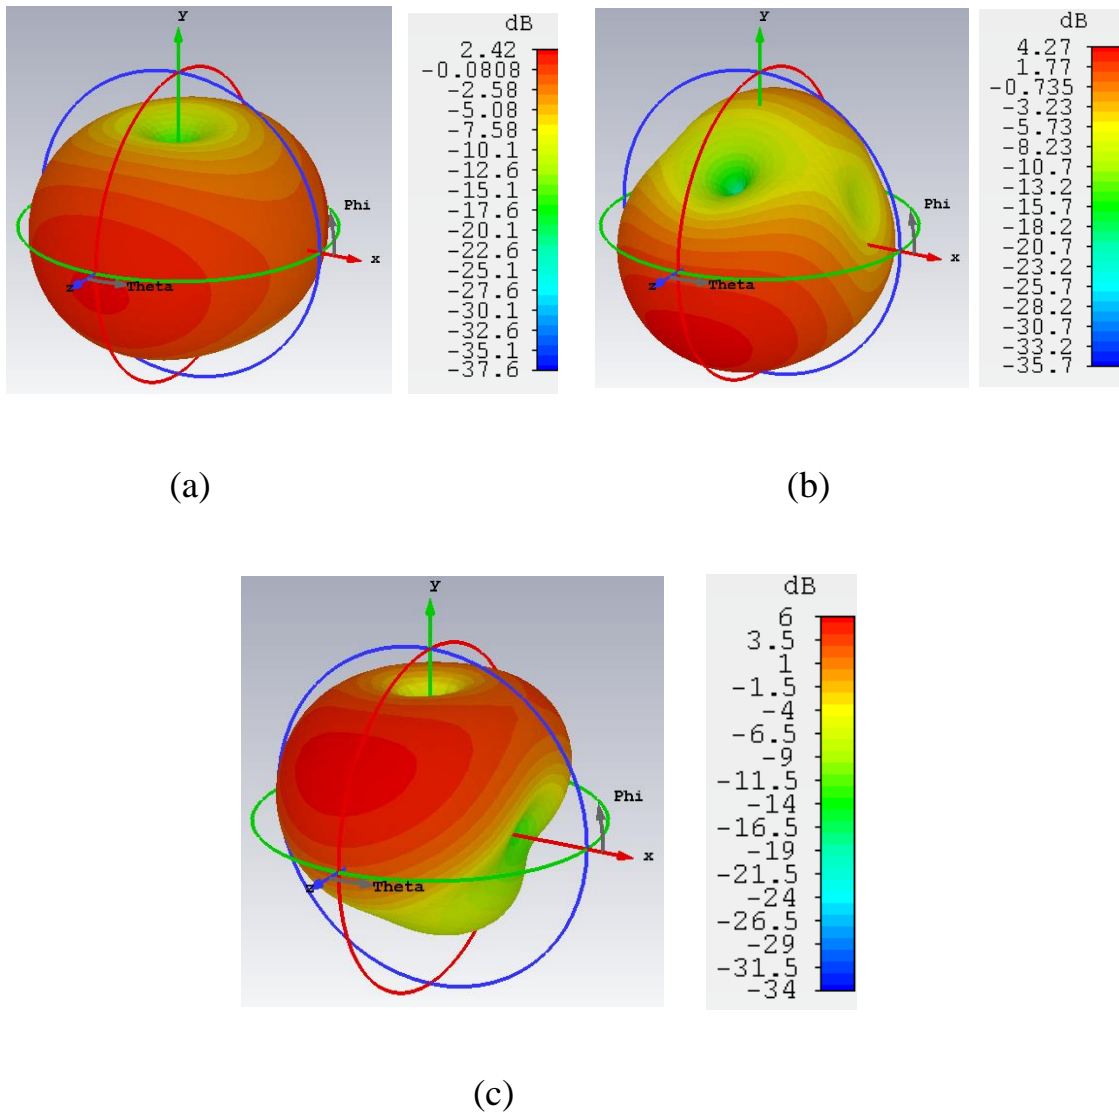 y
Phi
x
z
Theta
dB
2.42
-0.0808
-2.58
-5.08
-7.58
-10.1
-12.6
-15.1
-17.6
-20.1
-22.6
-25.1
-27.6
-30.1
-32.6
-35.1
-37.6
(a)
y
Phi
x
z
Theta
dB
4.27
1.77
-0.735
-3.23
-5.73
-8.23
-10.7
-13.2
-15.7
-18.2
-20.7
-23.2
-25.7
-28.2
-30.7
-33.2
-35.7
(b)
y
Phi
x
z
Theta
dB
6
3.5
1
-1.5
-4
-6.5
-9
-11.5
-14
-16.5
-19
-21.5
-24
-26.5
-29
-31.5
-34
(c)